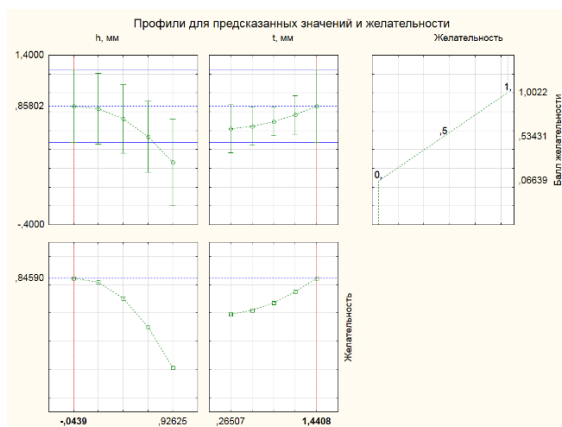 Профили для предсказанных значений и желательности
h, мм
t, мм
Желательность
1,4000
,85802
-,4000
1,
,5
0,
1,0022
,53431
,06639
Балл желательности
,84590
Желательность
-,0439
,92625
,26507
1,4408